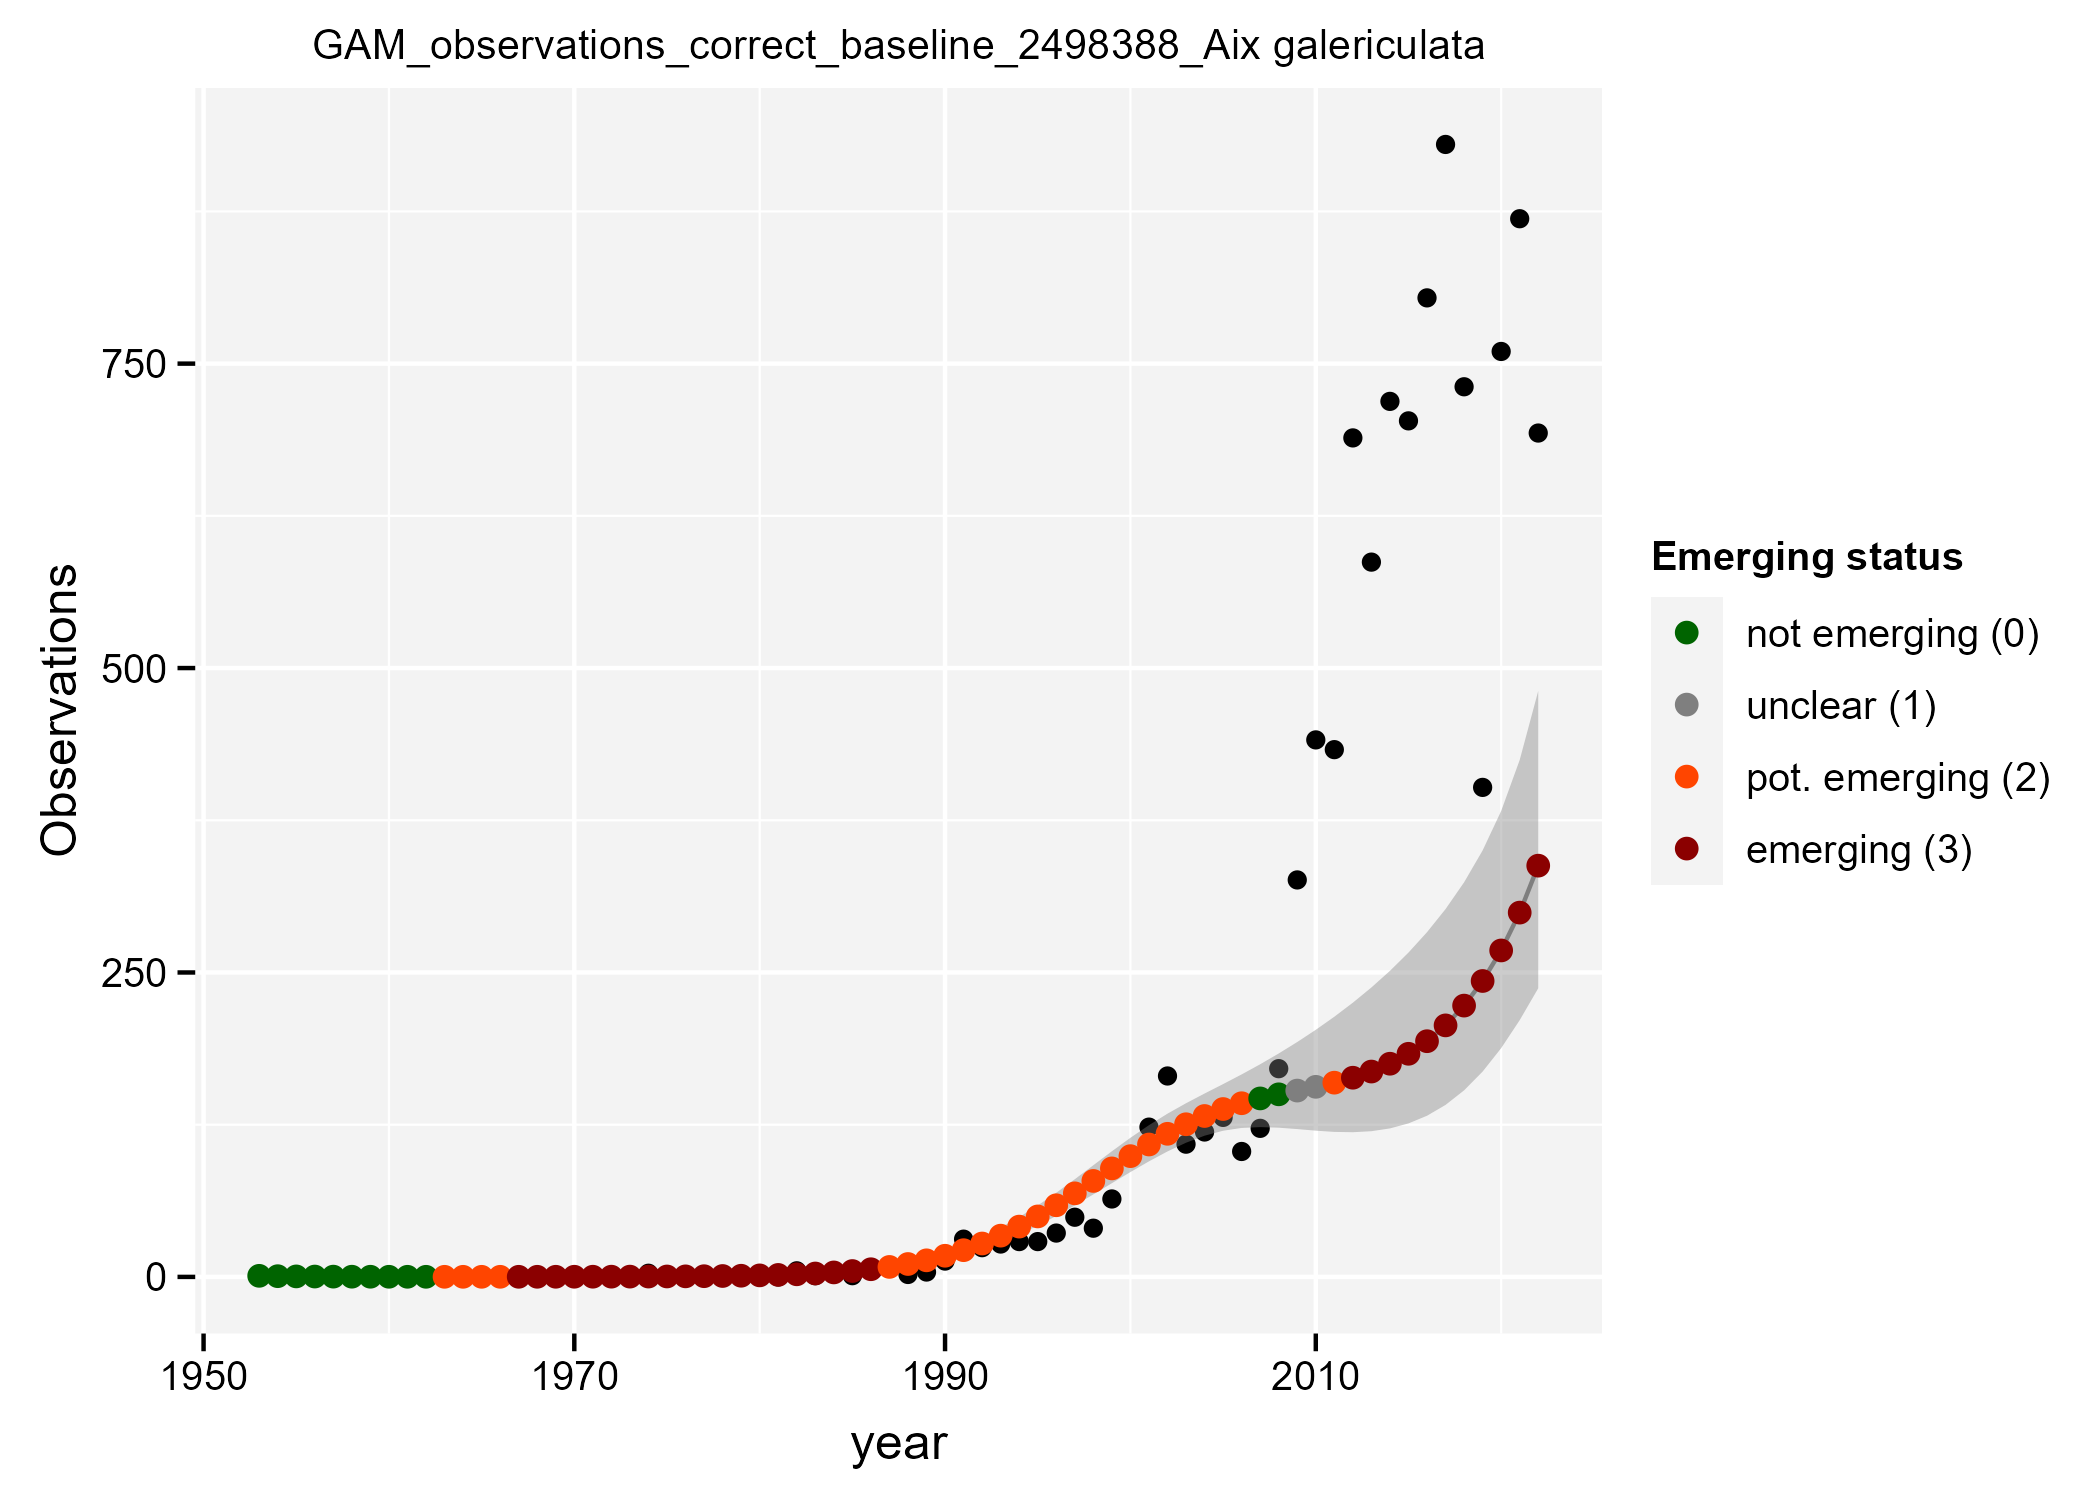 GAM_observations_correct_baseline_2498388_Aix galericulata
Observations
750
500
250
0
1950 1970 1990 2010
year
Emerging status
not emerging (0)
unclear (1)
pot. emerging (2)
emerging (3)